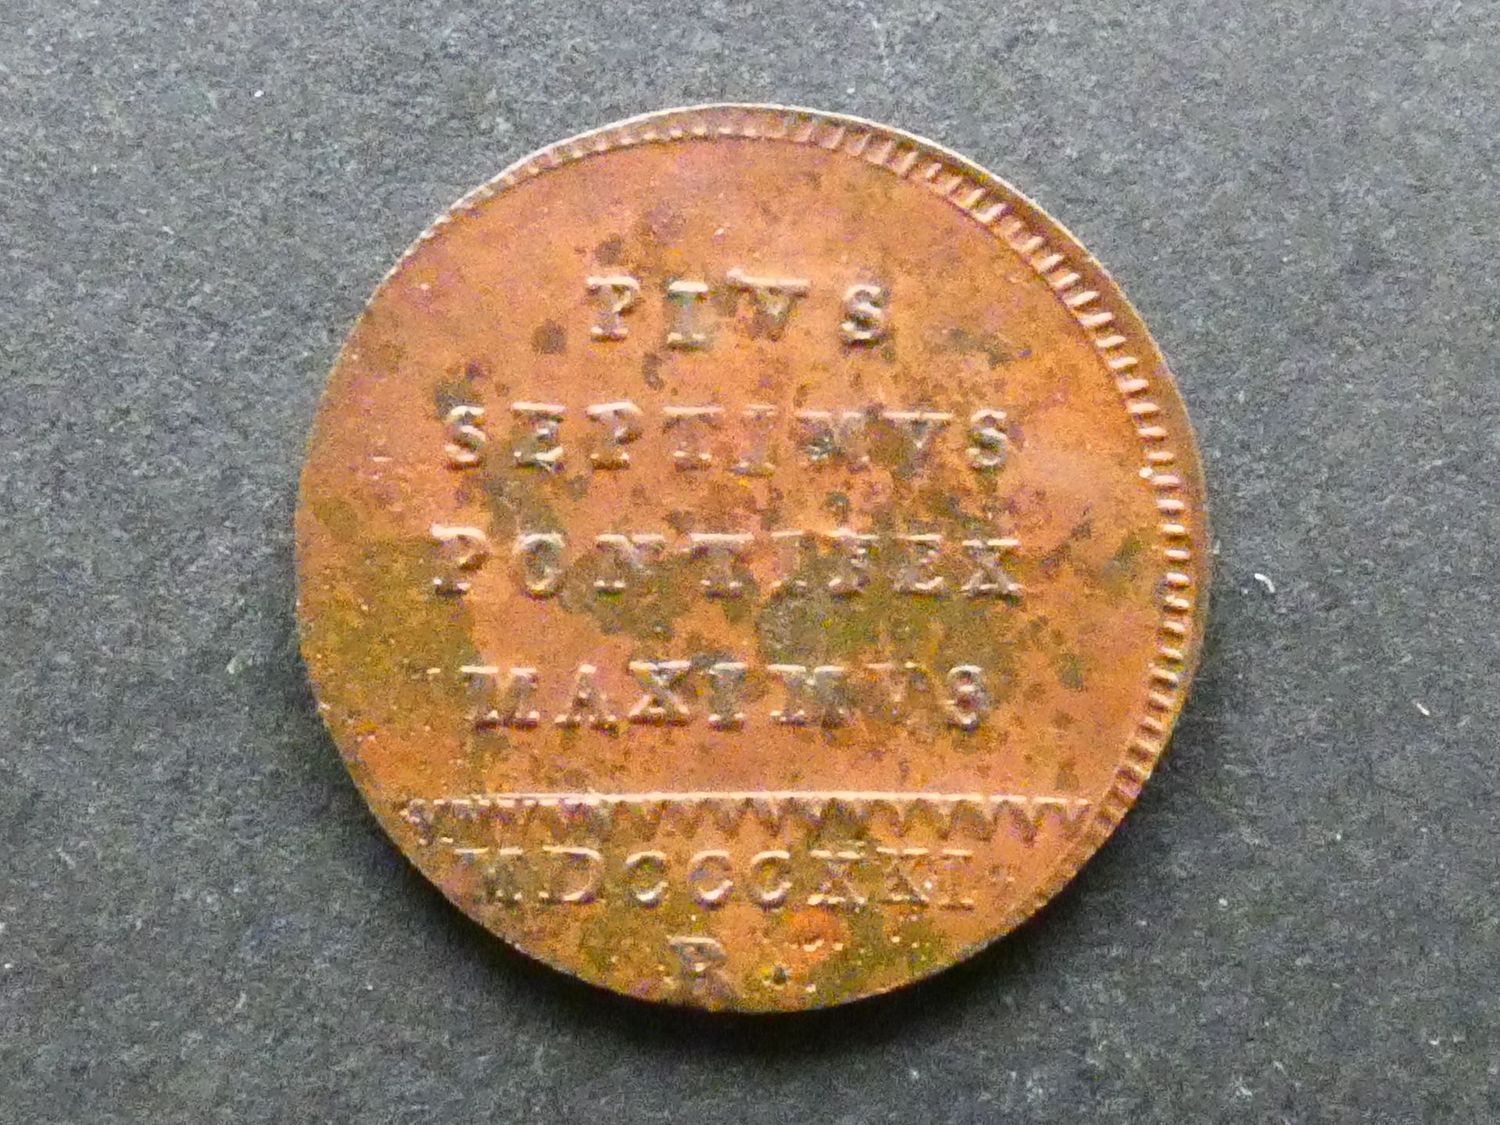 PIVS
SEPTIMVS
PONTIFEX
MAXIMVS
MDCCCXXI
R